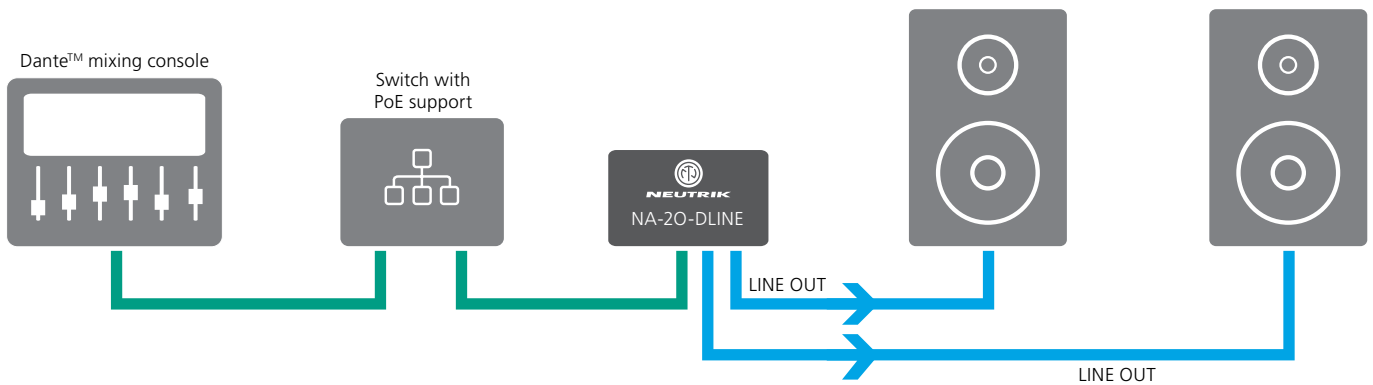 Dante™ mixing console
Switch with
PoE support
NEUTRIK
NA-2O-DLINE
LINE OUT
LINE OUT